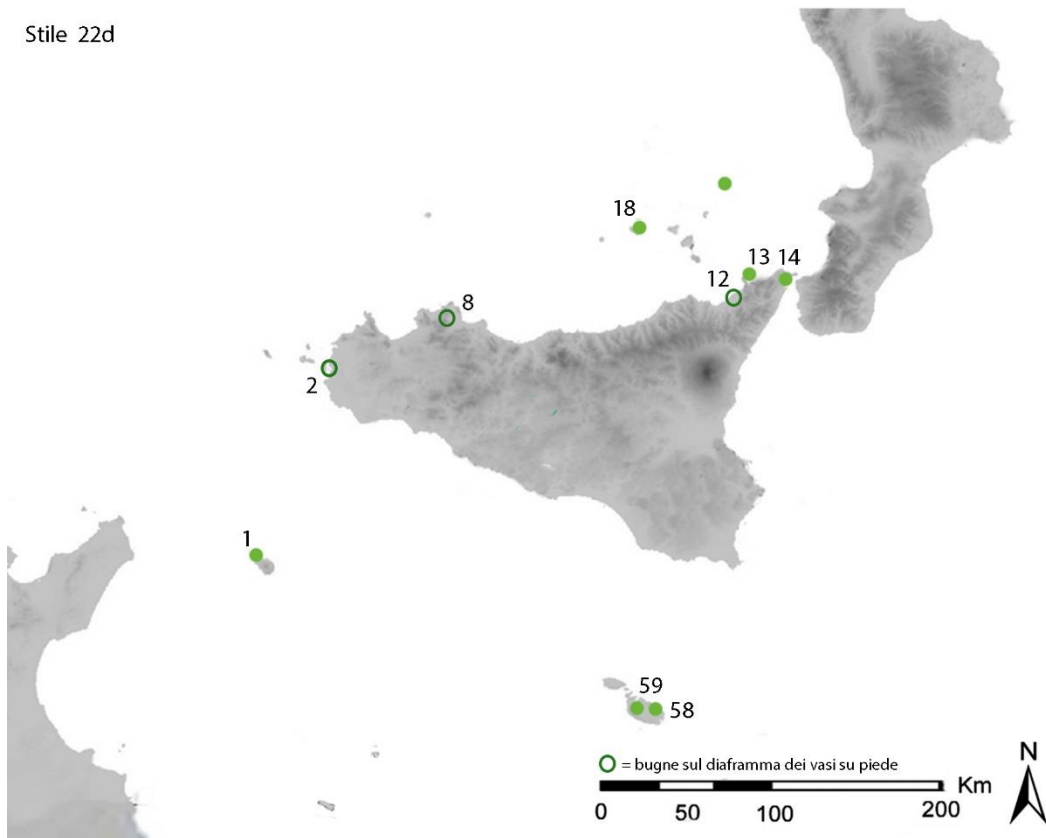 Stile 22d
18
13 14
12
8
2
1
59
58
= bugne sul diaframma dei vasi su piede
N
Km
0 50 100 200